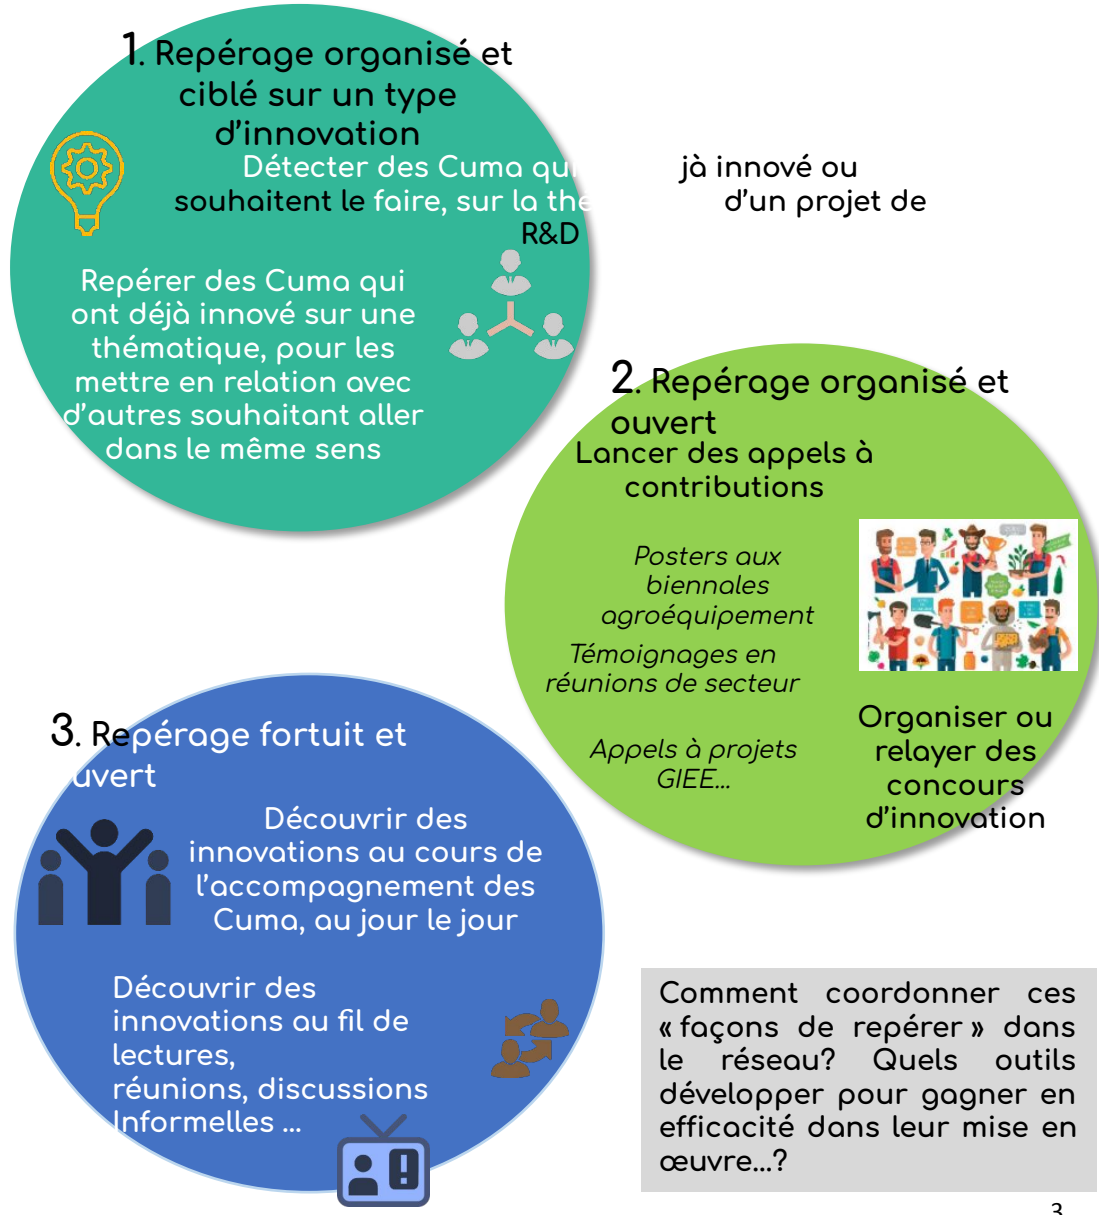 1. Repérage organisé et
ciblé sur un type
d’innovation
Détecter des Cuma qui jà innové ou
souhaitent le faire, sur la d’un projet de
R&D
Repérer des Cuma qui
ont déjà innové sur une
thématique, pour les
mettre en relation avec
d’autres souhaitant aller
dans le même sens
2. Repérage organisé et
ouvert
Lancer des appels à
contributions
Posters aux
biennales
agroéquipement
Témoignages en
réunions de secteur
Appels à projets
GIEE...
Organiser ou
relayer des
concours
d’innovation
3. Repérage fortuit et
uvert
Découvrir des
innovations au cours de
l’accompagnement des
Cuma, au jour le jour
Découvrir des
innovations au fil de
lectures,
réunions, discussions
Informelles ...
Comment coordonner ces
« façons de repérer » dans
le réseau? Quels outils
développer pour gagner en
efficacité dans leur mise en
œuvre...?
3